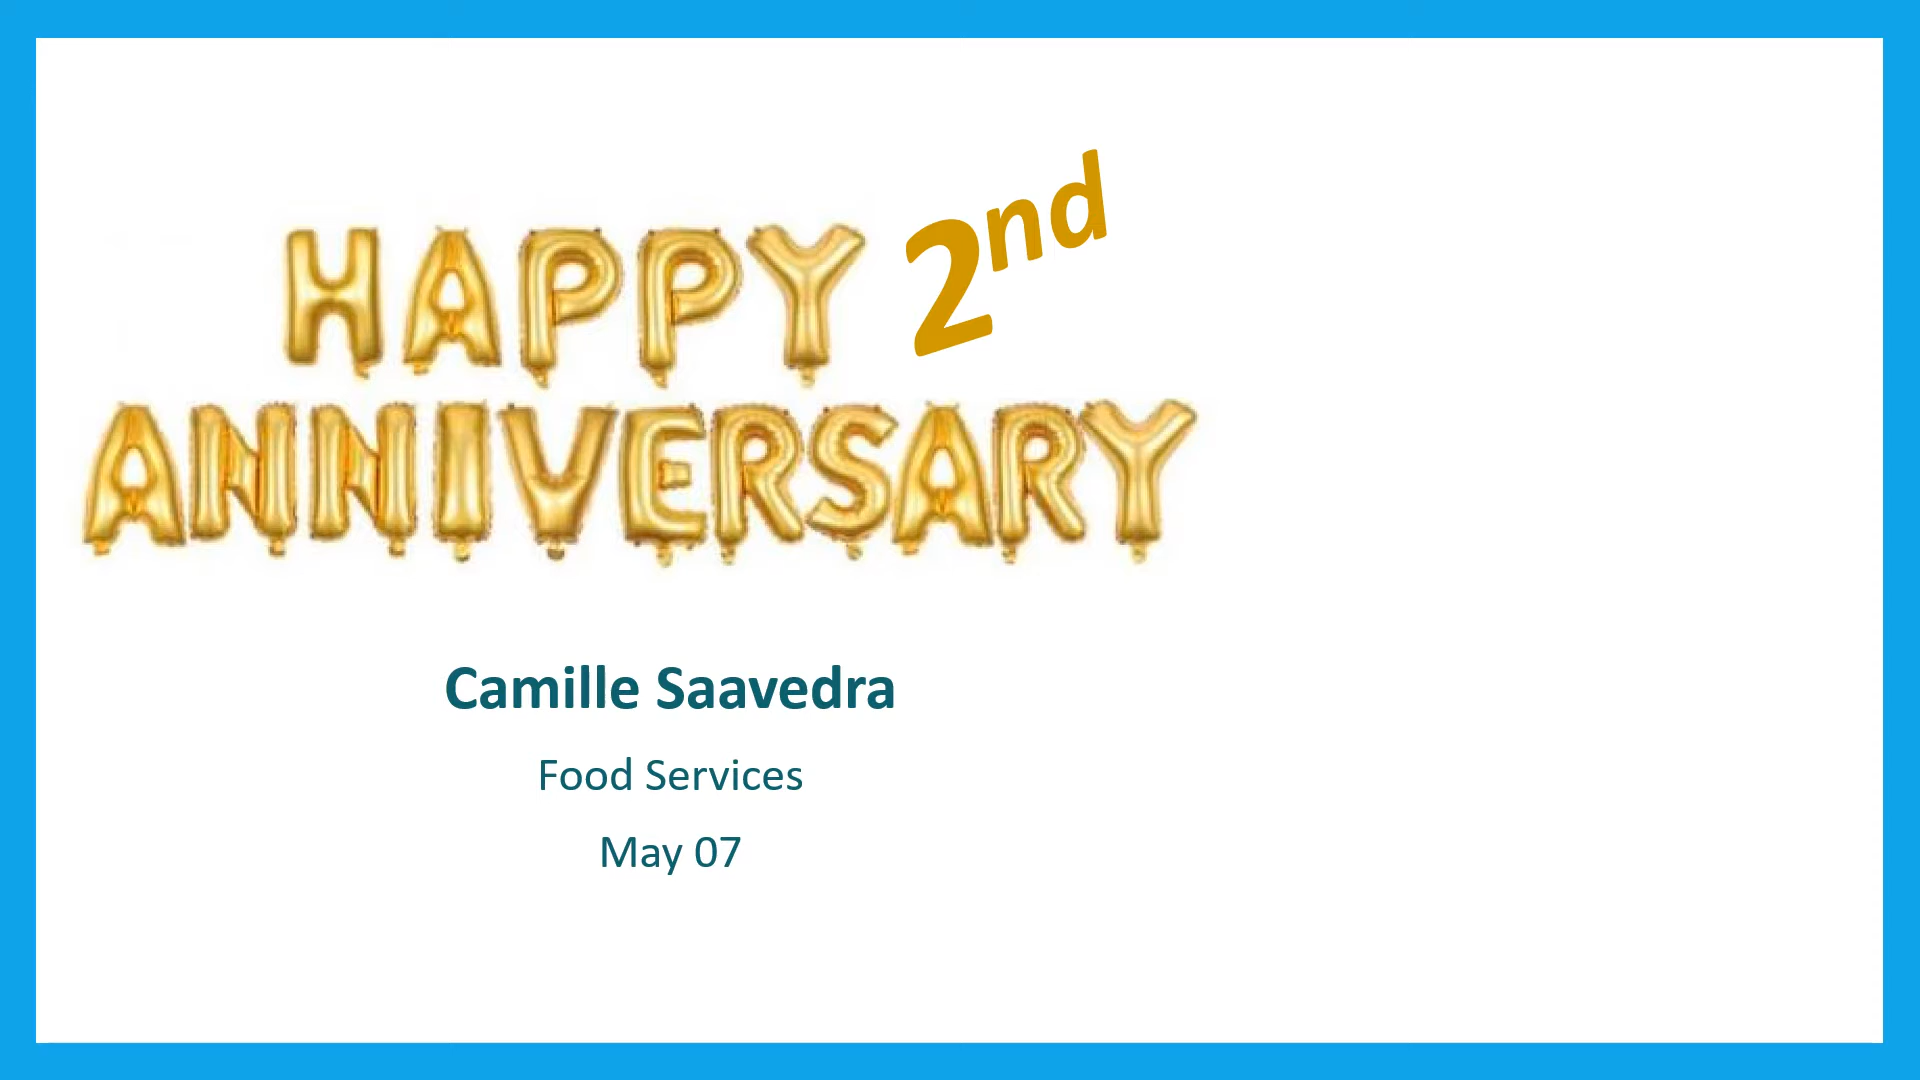 HAPPY 2nd
ANNIVERSARY
Camille Saavedra
Food Services
May 07